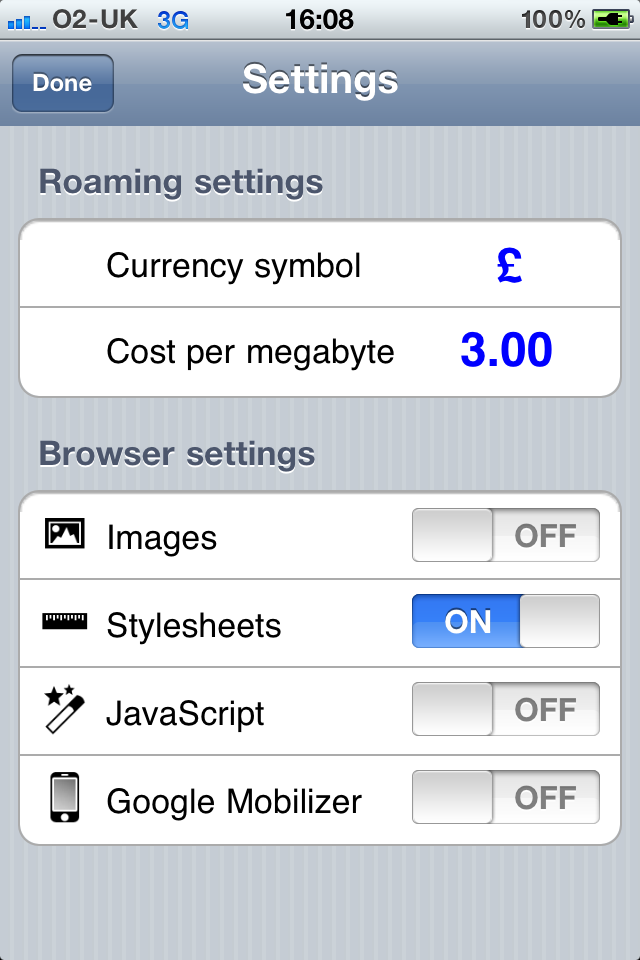 O2-UK 3G 16:08 100%
Done Settings
Roaming settings
Currency symbol £
Cost per megabyte 3.00
Browser settings
Images OFF
Stylesheets ON
JavaScript OFF
Google Mobilizer OFF